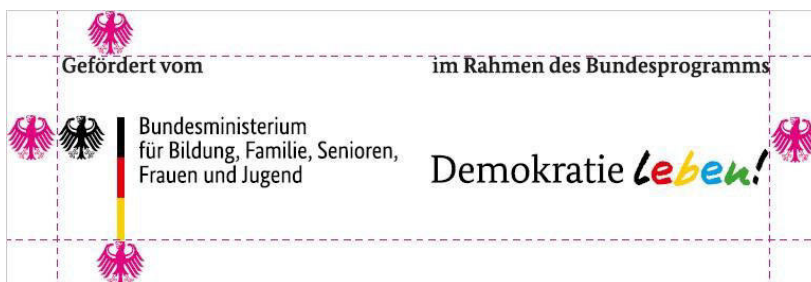 Gefördert vom
im Rahmen des Bundesprogramms
Bundesministerium
für Bildung, Familie, Senioren,
Frauen und Jugend
Demokratie leben!